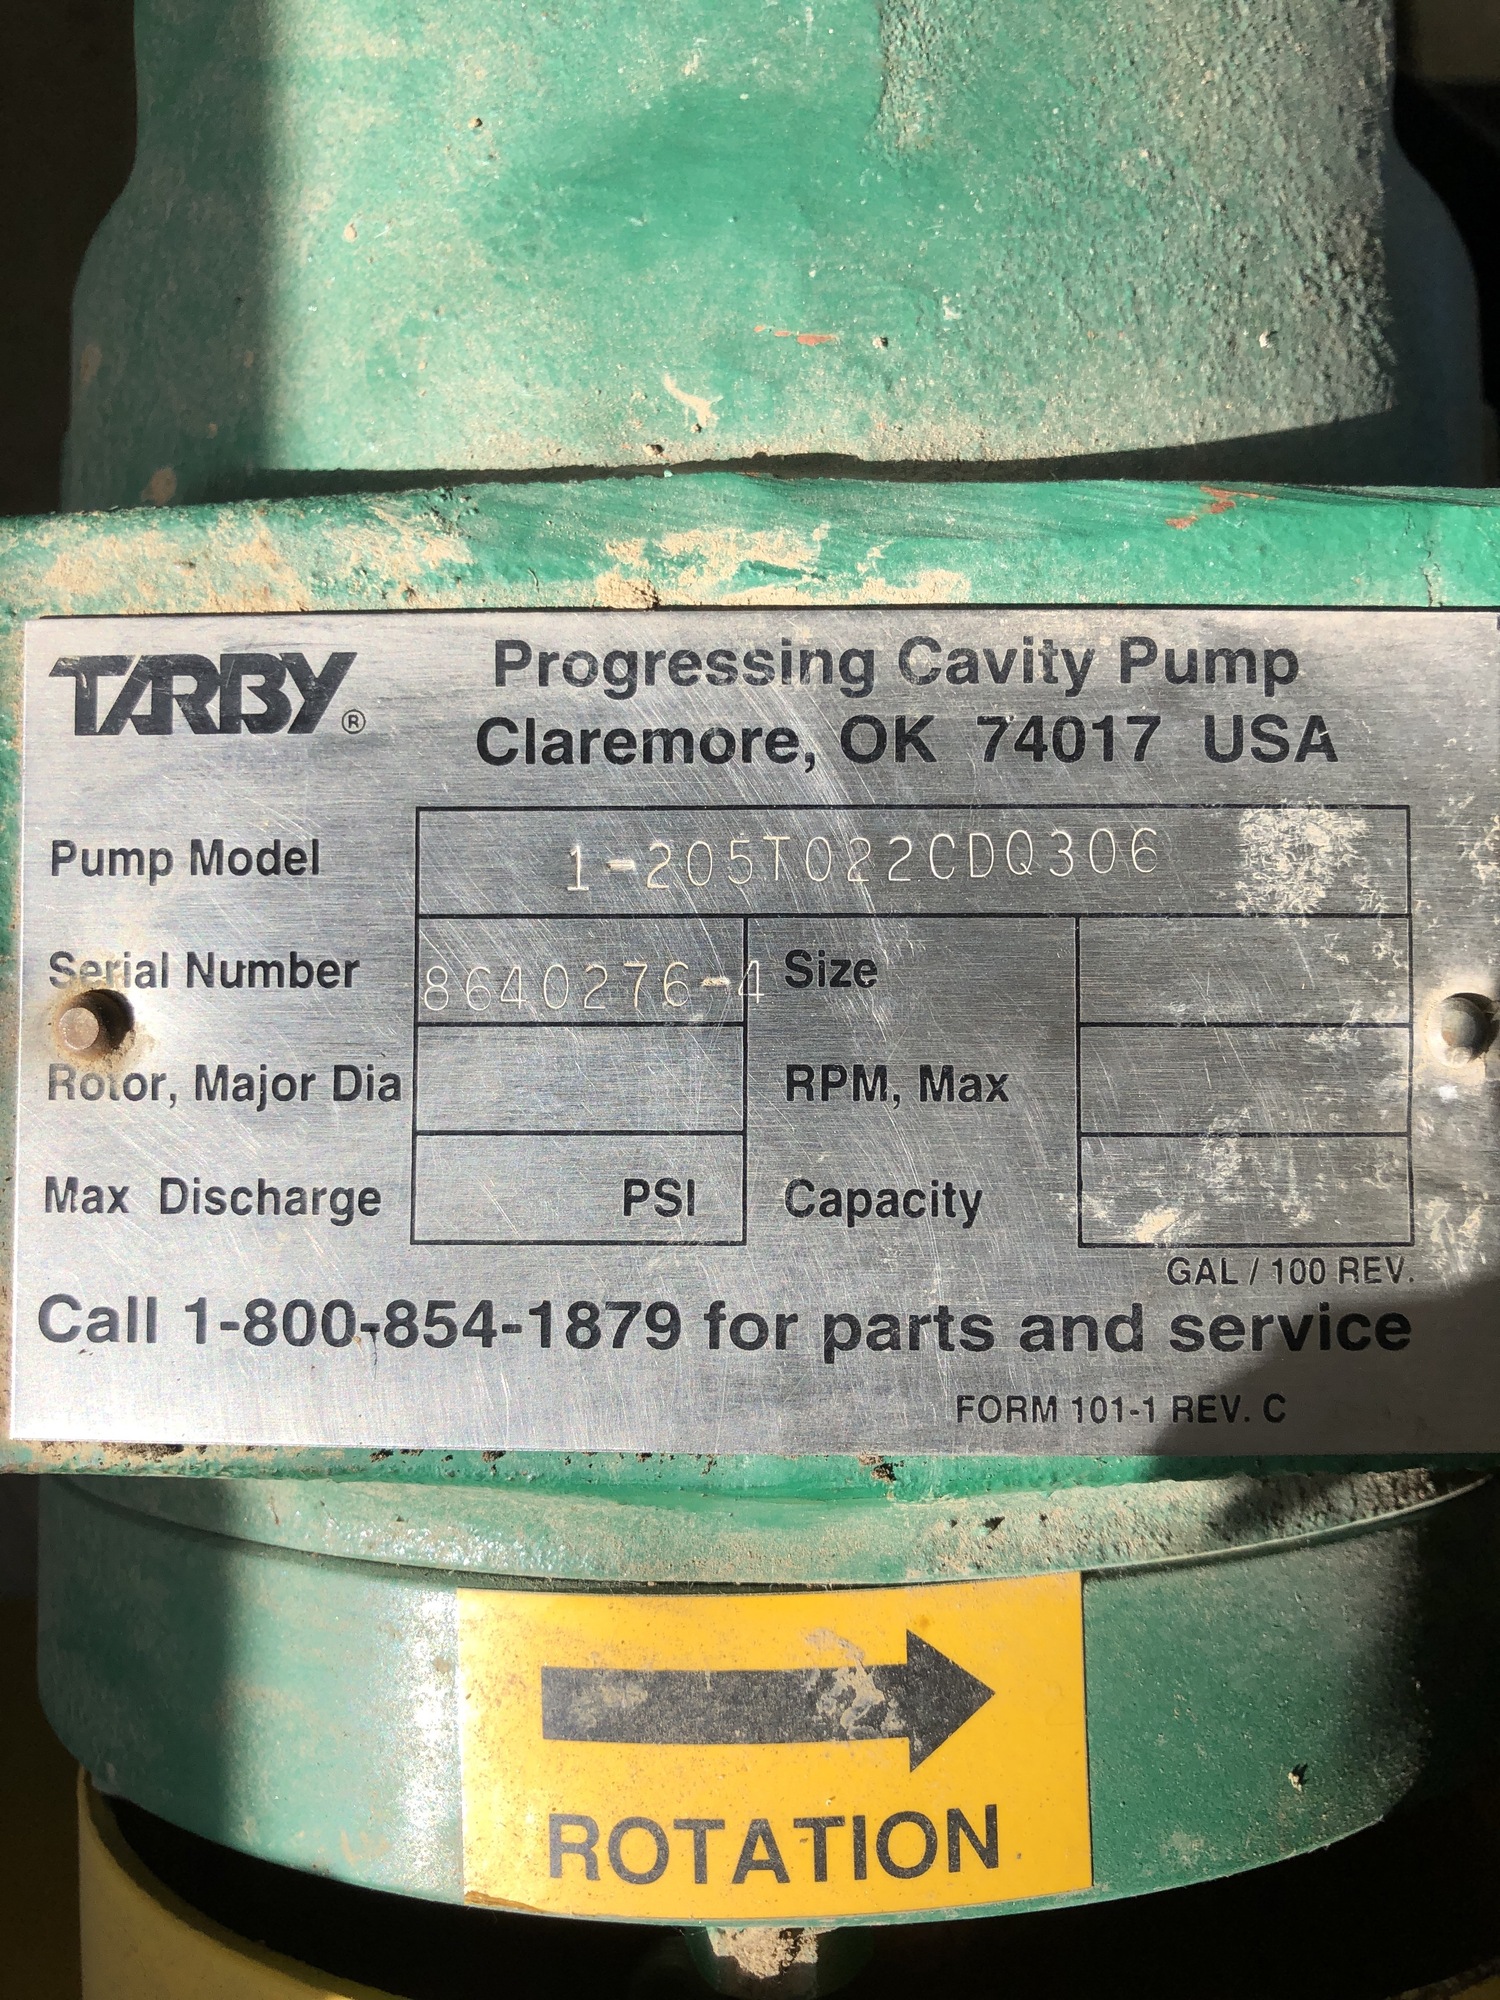 TARBY® Progressing Cavity Pump
Claremore, OK 74017 USA
Pump Model 1-205T022CDQ306
Serial Number 8640276-4 Size
Rotor, Major Dia RPM, Max
Max Discharge PSI Capacity
GAL / 100 REV.
Call 1-800-854-1879 for parts and service
FORM 101-1 REV. C
ROTATION